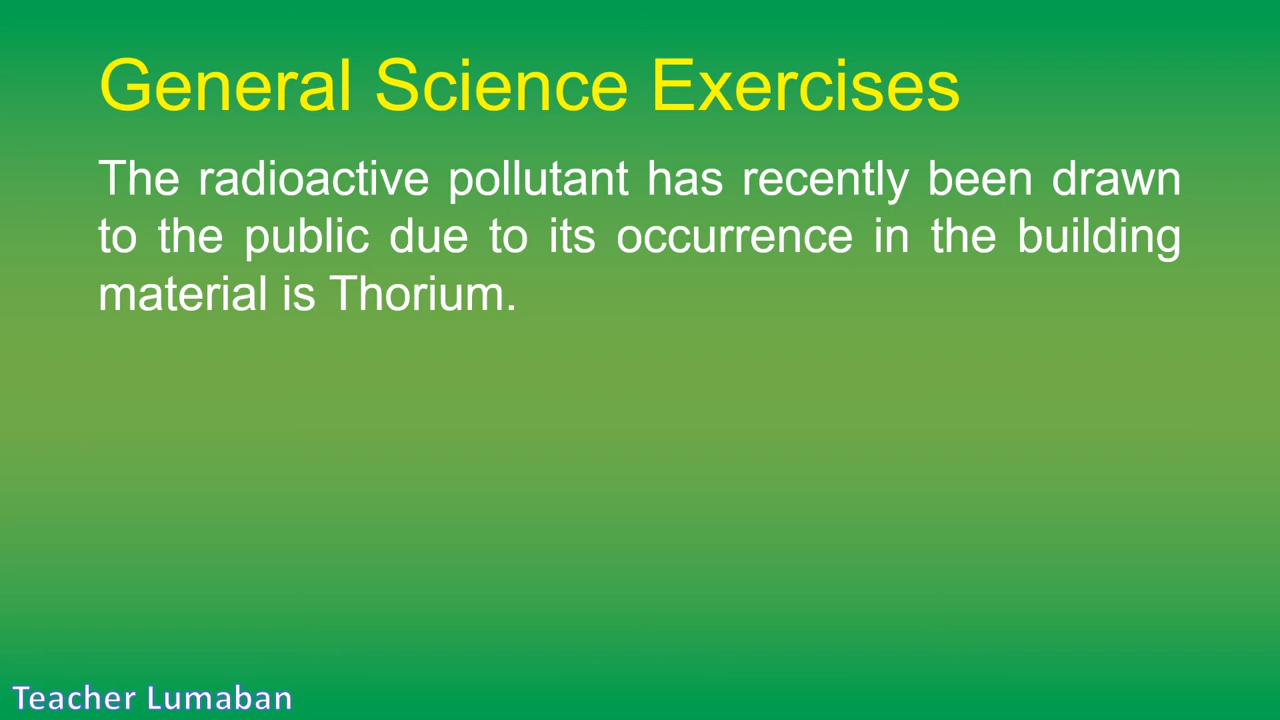 General Science Exercises
The radioactive pollutant has recently been drawn
to the public due to its occurrence in the building
material is Thorium.
Teacher Lumaban